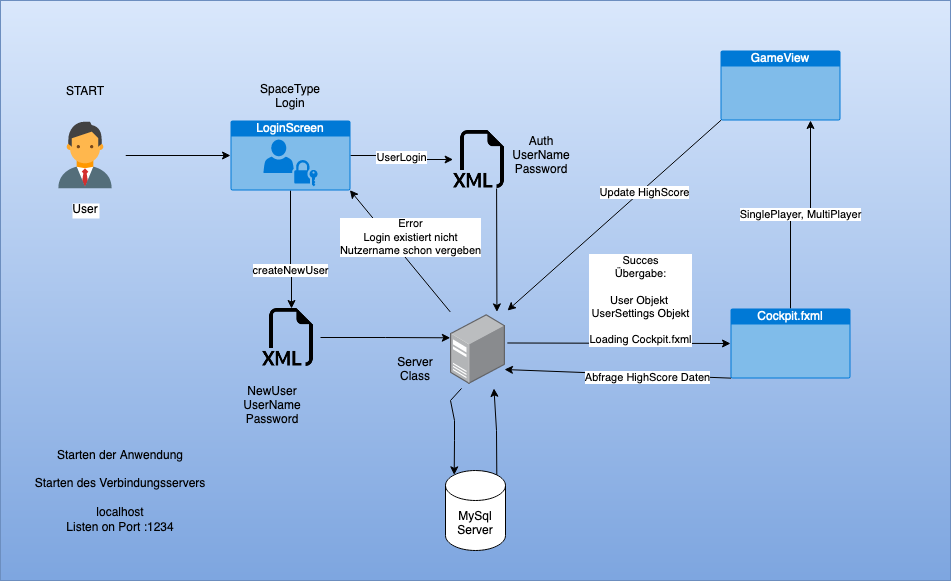 START
User
SpaceType
Login
LoginScreen
UserLogin
XML
Auth
UserName
Password
GameView
Update HighScore
SinglePlayer, MultiPlayer
Error
Login existiert nicht
Nutzername schon vergeben
createNewUser
XML
NewUser
UserName
Password
Server
Class
Succes
Übergabe:
User Objekt
UserSettings Objekt
Loading Cockpit.fxml
Cockpit.fxml
Abfrage HighScore Daten
MySql
Server
Starten der Anwendung
Starten des Verbindungsservers
localhost
Listen on Port :1234